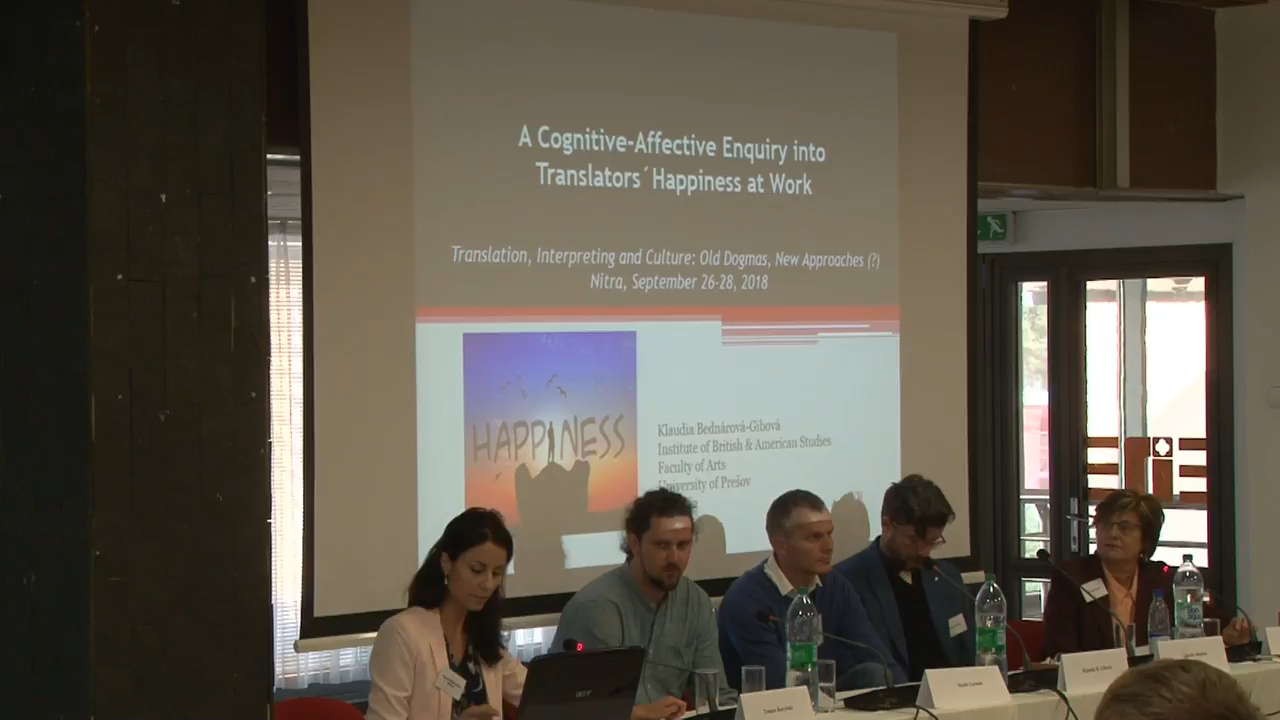 A Cognitive-Affective Enquiry into
Translators´Happiness at Work
Translation, Interpreting and Culture: Old Dogmas, New Approaches (?)
Nitra, September 26-28, 2018
HAPPINESS
Klaudia Bednárová-Gibová
Institute of British & American Studies
Faculty of Arts
University of Prešov
acer